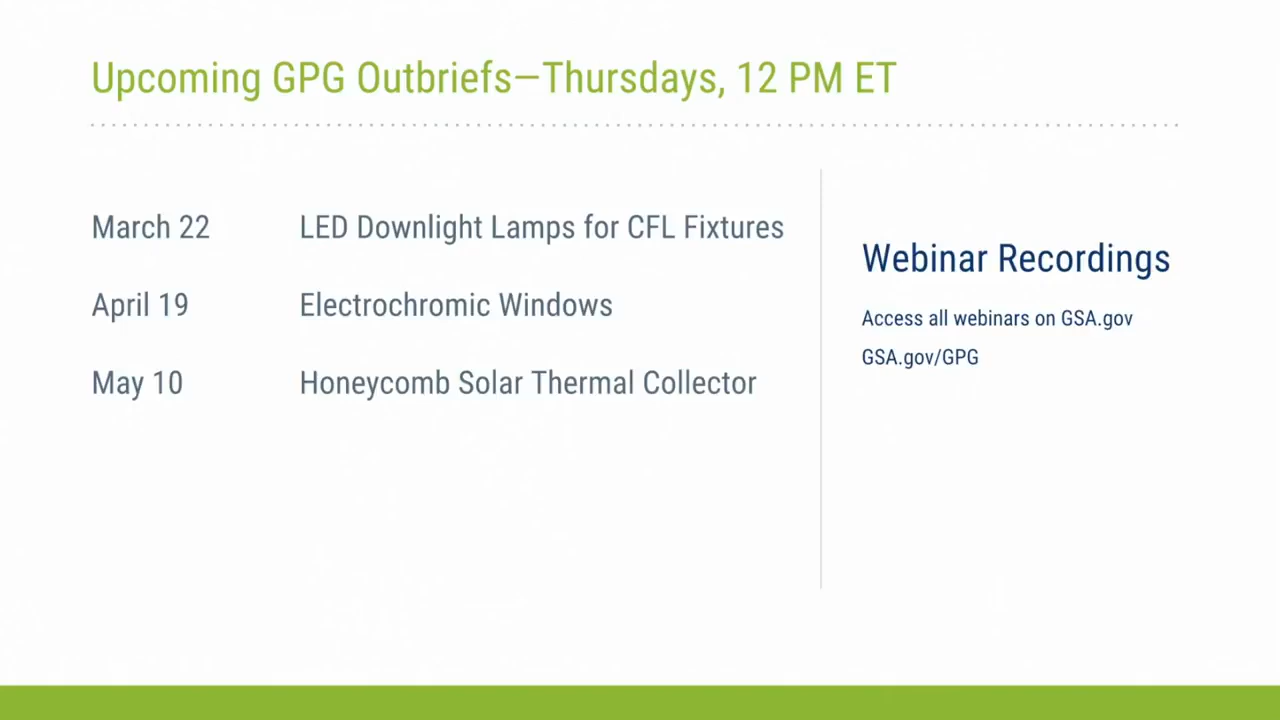 Upcoming GPG Outbriefs—Thursdays, 12 PM ET
March 22 LED Downlight Lamps for CFL Fixtures
April 19 Electrochromic Windows
May 10 Honeycomb Solar Thermal Collector
Webinar Recordings
Access all webinars on GSA.gov
GSA.gov/GPG